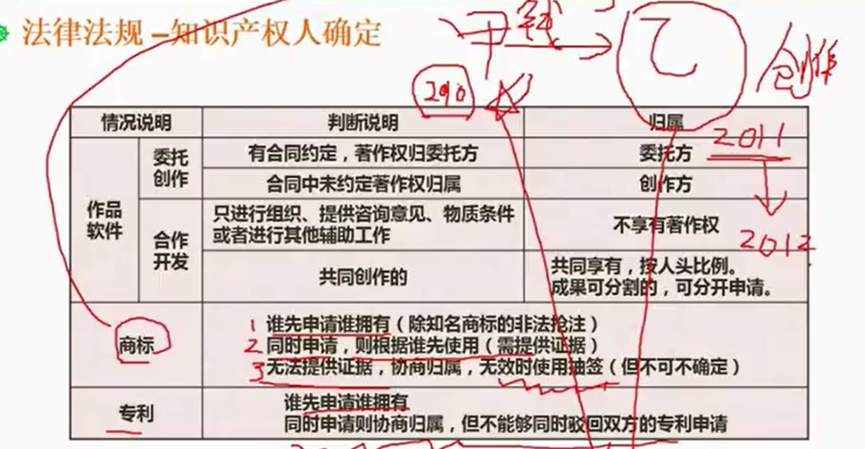 法律法规 –知识产权人确定
甲 钱 乙 创作
290
情况说明 判断说明 归属
作品
软件
委托
创作
有合同约定，著作权归委托方 委托方
2011
合同中未约定著作权归属 创作方
合作
开发
只进行组织、提供咨询意见、物质条件
或者进行其他辅助工作
不享有著作权
2012
共同创作的
共同享有，按人头比例。
成果可分割的，可分开申请。
商标
1 谁先申请谁拥有（除知名商标的非法抢注）
2 同时申请，则根据谁先使用（需提供证据）
3 无法提供证据，协商归属，无效时使用抽签（但不可不确定）
专利
谁先申请谁拥有
同时申请则协商归属，但不能够同时驳回双方的专利申请